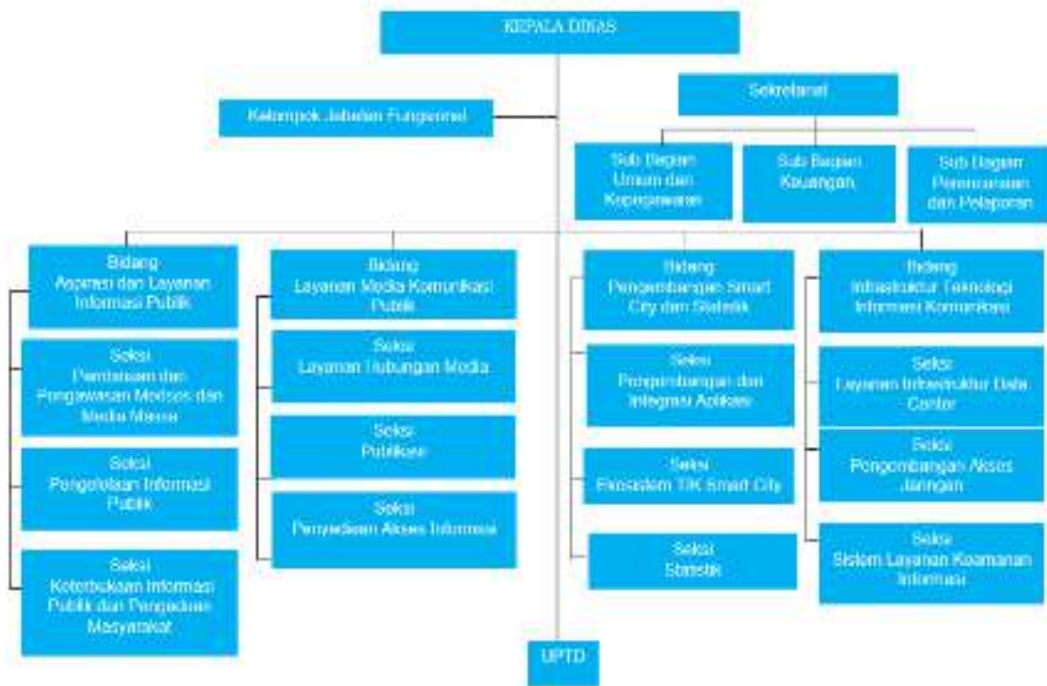 KEPALA DINAS
Sekretariat
Kelompok Jabatan Fungsional
Sub Bagian
Umum dan
Kepegawaian
Sub Bagian
Keuangan
Sub Bagian
Perencanaan
dan Pelaporan
Bidang
Aspirasi dan Layanan
Informasi Publik
Seksi
Pemantauan dan
Pengawasan Medsos dan
Media Massa
Seksi
Pengelolaan Informasi
Publik
Seksi
Keterbukaan Informasi
Publik dan Pengaduan
Masyarakat
Bidang
Layanan Media Komunikasi
Publik
Seksi
Layanan Hubungan Media
Seksi
Publikasi
Seksi
Penyediaan Akses Informasi
Bidang
Pengembangan Smart
City dan Statistik
Seksi
Pengembangan dan
Integrasi Aplikasi
Seksi
Ekosistem TIK Smart City
Seksi
Statistik
Bidang
Infrastruktur Teknologi
Informasi Komunikasi
Seksi
Layanan Infrastruktur Data
Center
Seksi
Pengembangan Akses
Jaringan
Seksi
Sistem Layanan Keamanan
Informasi
UPTD